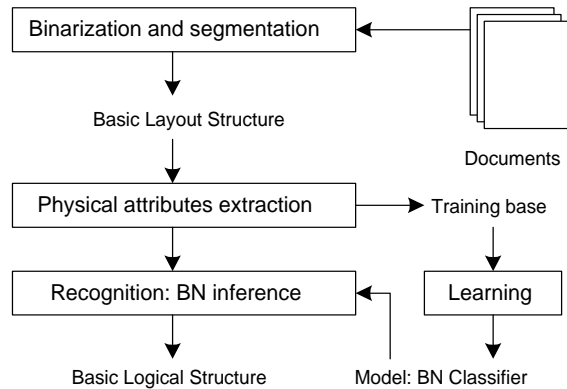 Binarization and segmentation
Basic Layout Structure
Documents
Physical attributes extraction
Training base
Recognition: BN inference
Learning
Basic Logical Structure
Model: BN Classifier